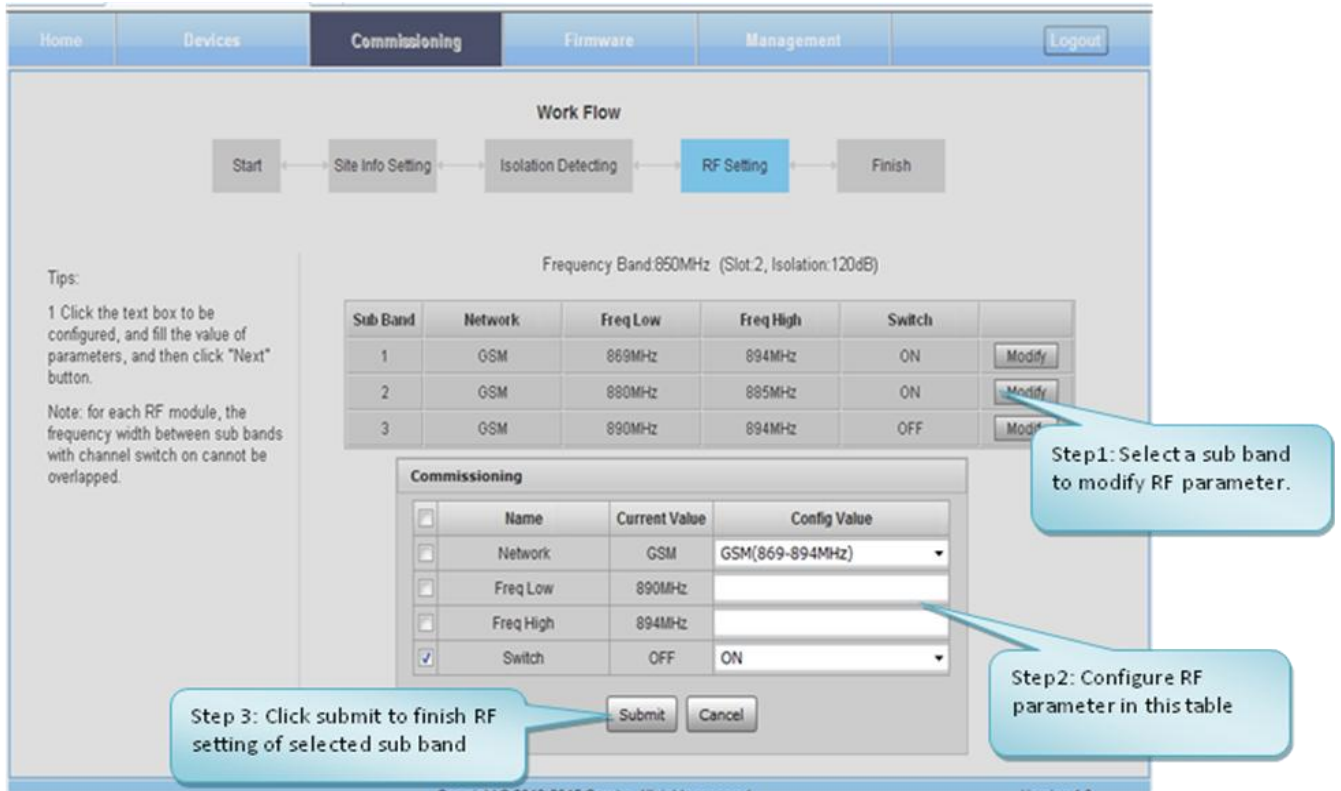 Home Devices Commissioning Firmware Management Logout
Work Flow
Start Site Info Setting Isolation Detecting RF Setting Finish
Frequency Band:850MHz (Slot:2, Isolation:120dB)
Tips:
1 Click the text box to be
configured, and fill the value of
parameters, and then click "Next"
button.
Note: for each RF module, the
frequency width between sub bands
with channel switch on cannot be
overlapped.
Sub Band Network Freq Low Freq High Switch
1 GSM 869MHz 894MHz ON Modify
2 GSM 880MHz 885MHz ON Modify
3 GSM 890MHz 894MHz OFF
Step1: Select a sub band
to modify RF parameter.
Commissioning
Name Current Value Config Value
Network GSM GSM(869-894MHz)
Freq Low 890MHz
Freq High 894MHz
Switch OFF ON
Step2: Configure RF
parameter in this table
Submit Cancel
Step 3: Click submit to finish RF
setting of selected sub band